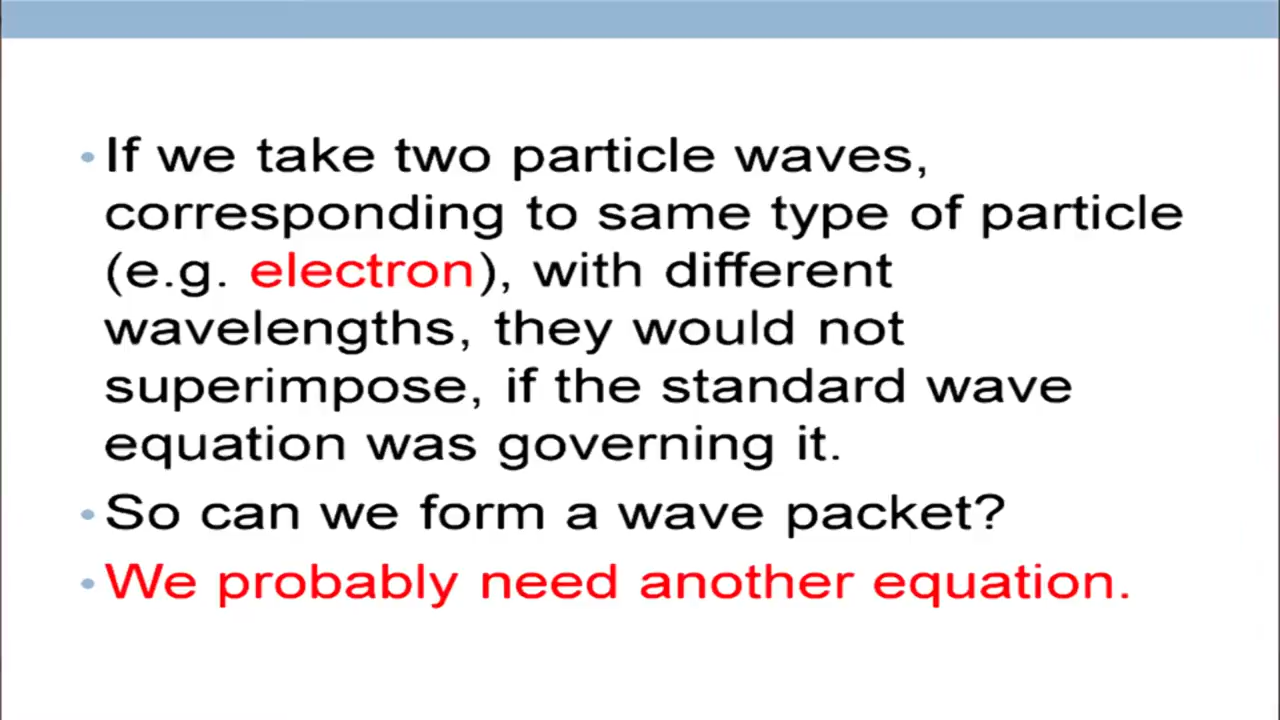 • If we take two particle waves,
corresponding to same type of particle
(e.g. electron), with different
wavelengths, they would not
superimpose, if the standard wave
equation was governing it.
• So can we form a wave packet?
• We probably need another equation.